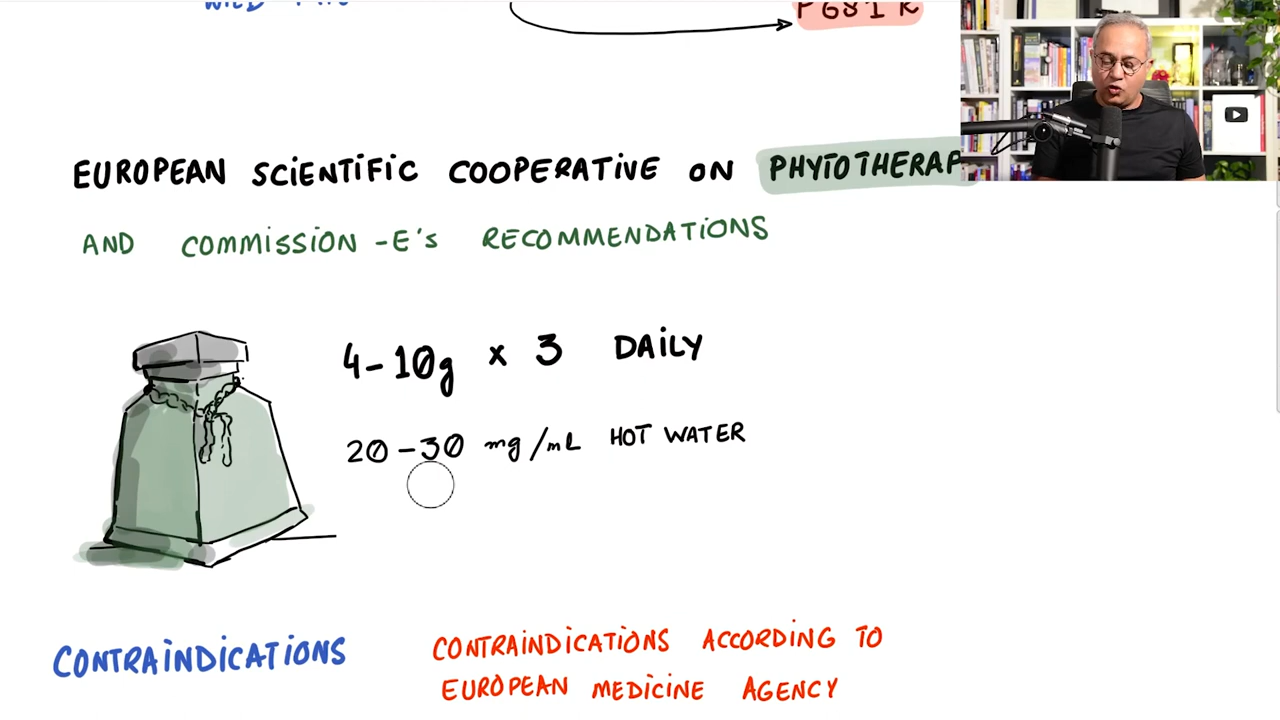 P681K
EUROPEAN SCIENTIFIC COOPERATIVE ON PHYTOTHERAP
AND COMMISSION -E'S RECOMMENDATIONS
4-10g x 3 DAILY
20-30 mg/mL HOT WATER
CONTRAINDICATIONS
CONTRAINDICATIONS ACCORDING TO
EUROPEAN MEDICINE AGENCY